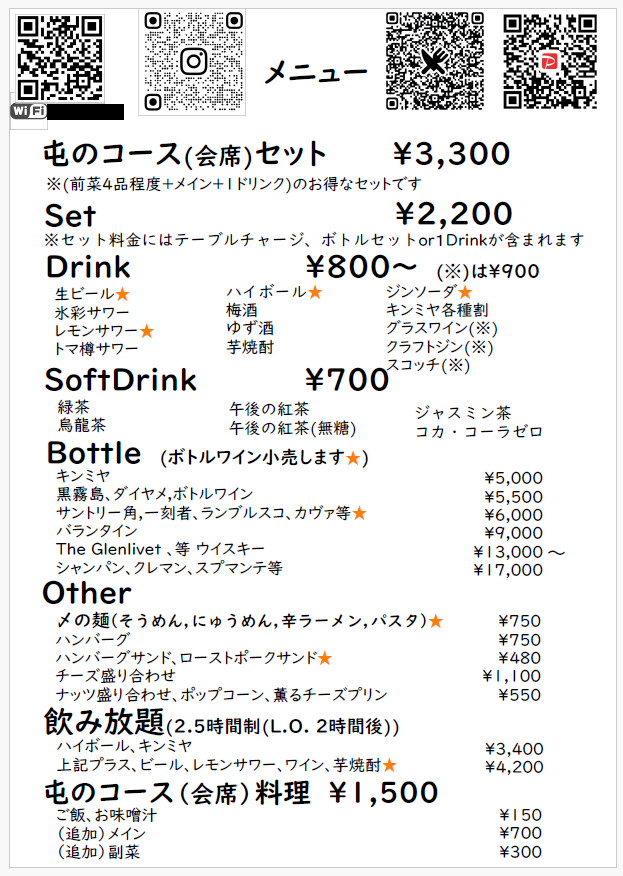 メニュー
WiFi
屯のコース(会席)セット ¥3,300
※(前菜4品程度+メイン+1ドリンク)のお得なセットです
Set ¥2,200
※セット料金にはテーブルチャージ、ボトルセットor1Drinkが含まれます
Drink ¥800～ (※)は¥900
生ビール★ ハイボール★ ジンソーダ★
氷彩サワー 梅酒 キンミヤ各種割
レモンサワー★ ゆず酒 グラスワイン(※)
トマ樽サワー 芋焼酎 クラフトジン(※)
スコッチ(※)
SoftDrink ¥700
緑茶 午後の紅茶 ジャスミン茶
烏龍茶 午後の紅茶(無糖) コカ・コーラゼロ
Bottle (ボトルワイン小売します★)
キンミヤ ¥5,000
黒霧島、ダイヤメ,ボトルワイン ¥5,500
サントリー角,一刻者、ランブルスコ、カヴァ等★ ¥6,000
バランタイン ¥9,000
The Glenlivet 、等 ウイスキー ¥13,000～
シャンパン、クレマン、スプマンテ等 ¥17,000
Other
〆の麺(そうめん,にゅうめん,辛ラーメン,パスタ)★ ¥750
ハンバーグ ¥750
ハンバーグサンド、ローストポークサンド★ ¥480
チーズ盛り合わせ ¥1,100
ナッツ盛り合わせ、ポップコーン、薫るチーズプリン ¥550
飲み放題(2.5時間制(L.O. 2時間後))
ハイボール、キンミヤ ¥3,400
上記プラス、ビール、レモンサワー、ワイン、芋焼酎★ ¥4,200
屯のコース(会席)料理 ¥1,500
ご飯、お味噌汁 ¥150
(追加)メイン ¥700
(追加)副菜 ¥300